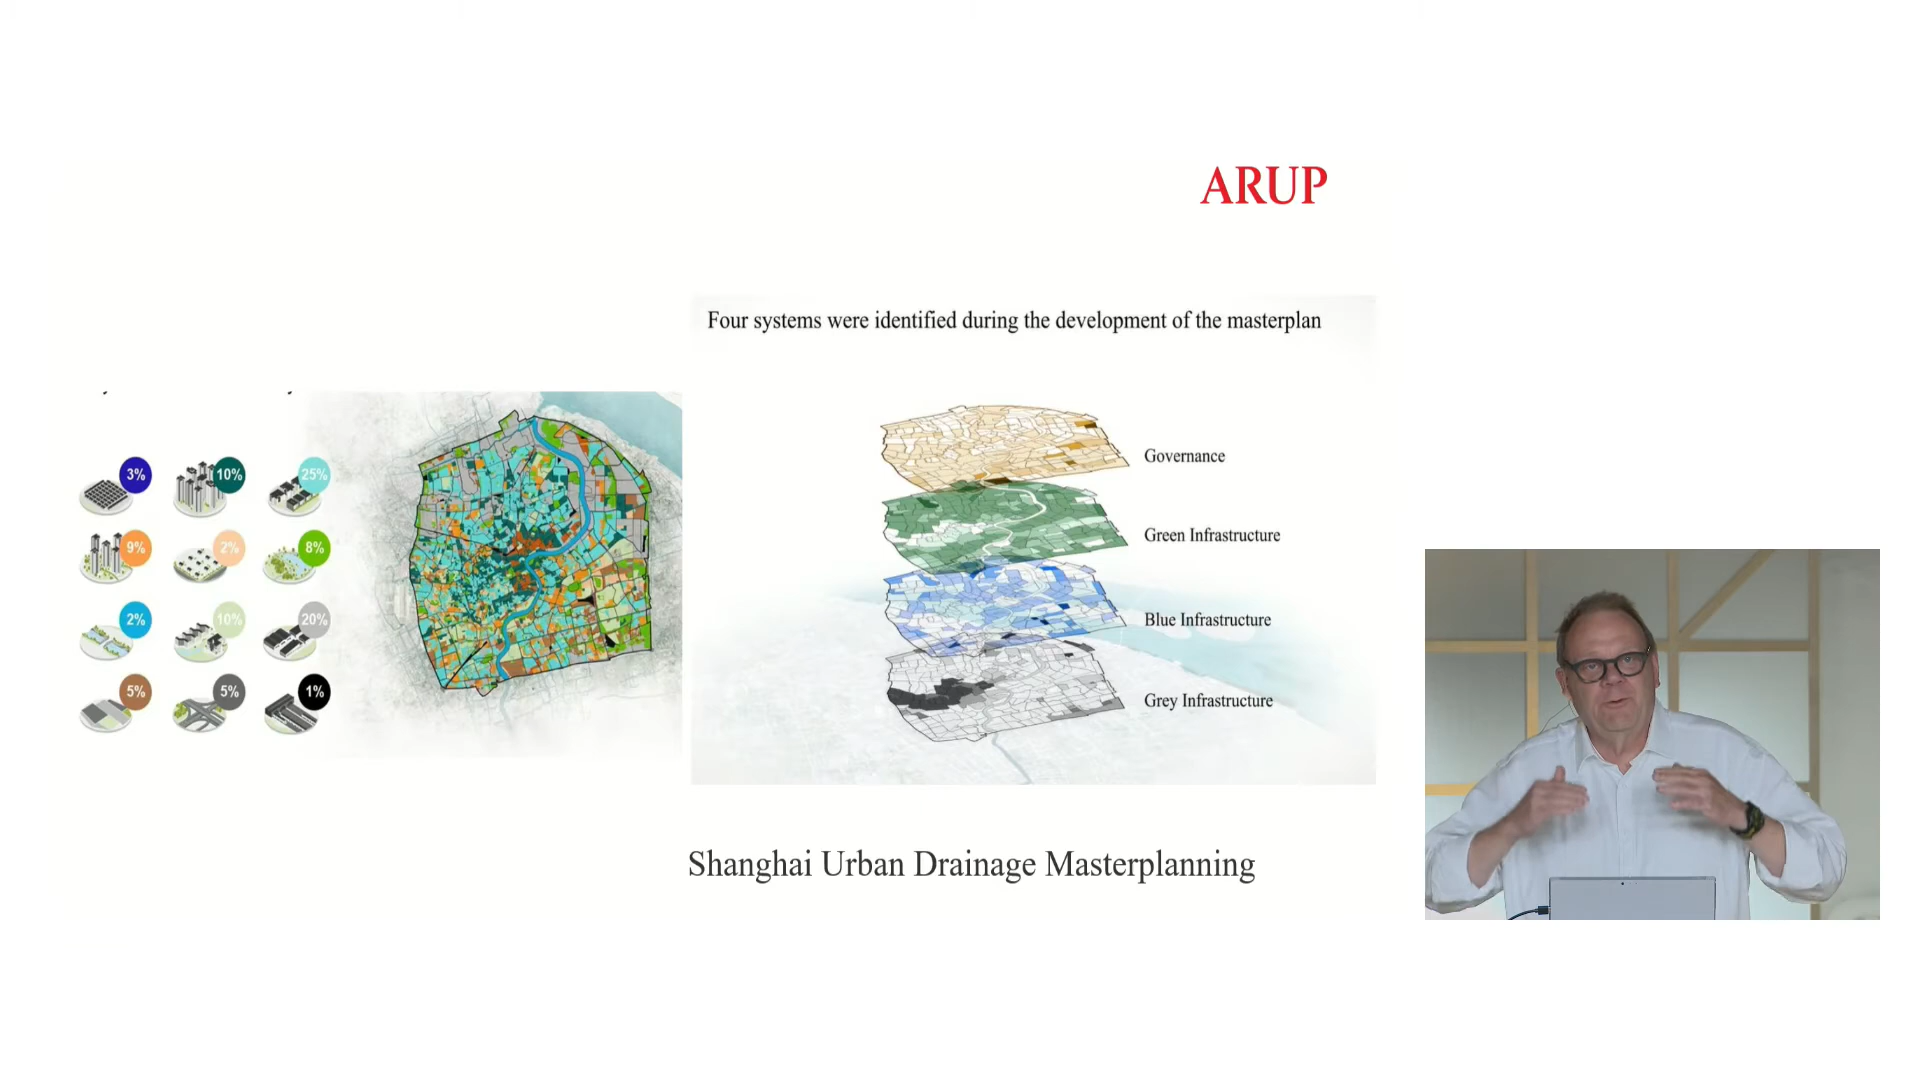 ARUP
Four systems were identified during the development of the masterplan
3%
10%
25%
9%
2%
8%
2%
10%
20%
5%
5%
1%
Governance
Green Infrastructure
Blue Infrastructure
Grey Infrastructure
Shanghai Urban Drainage Masterplanning